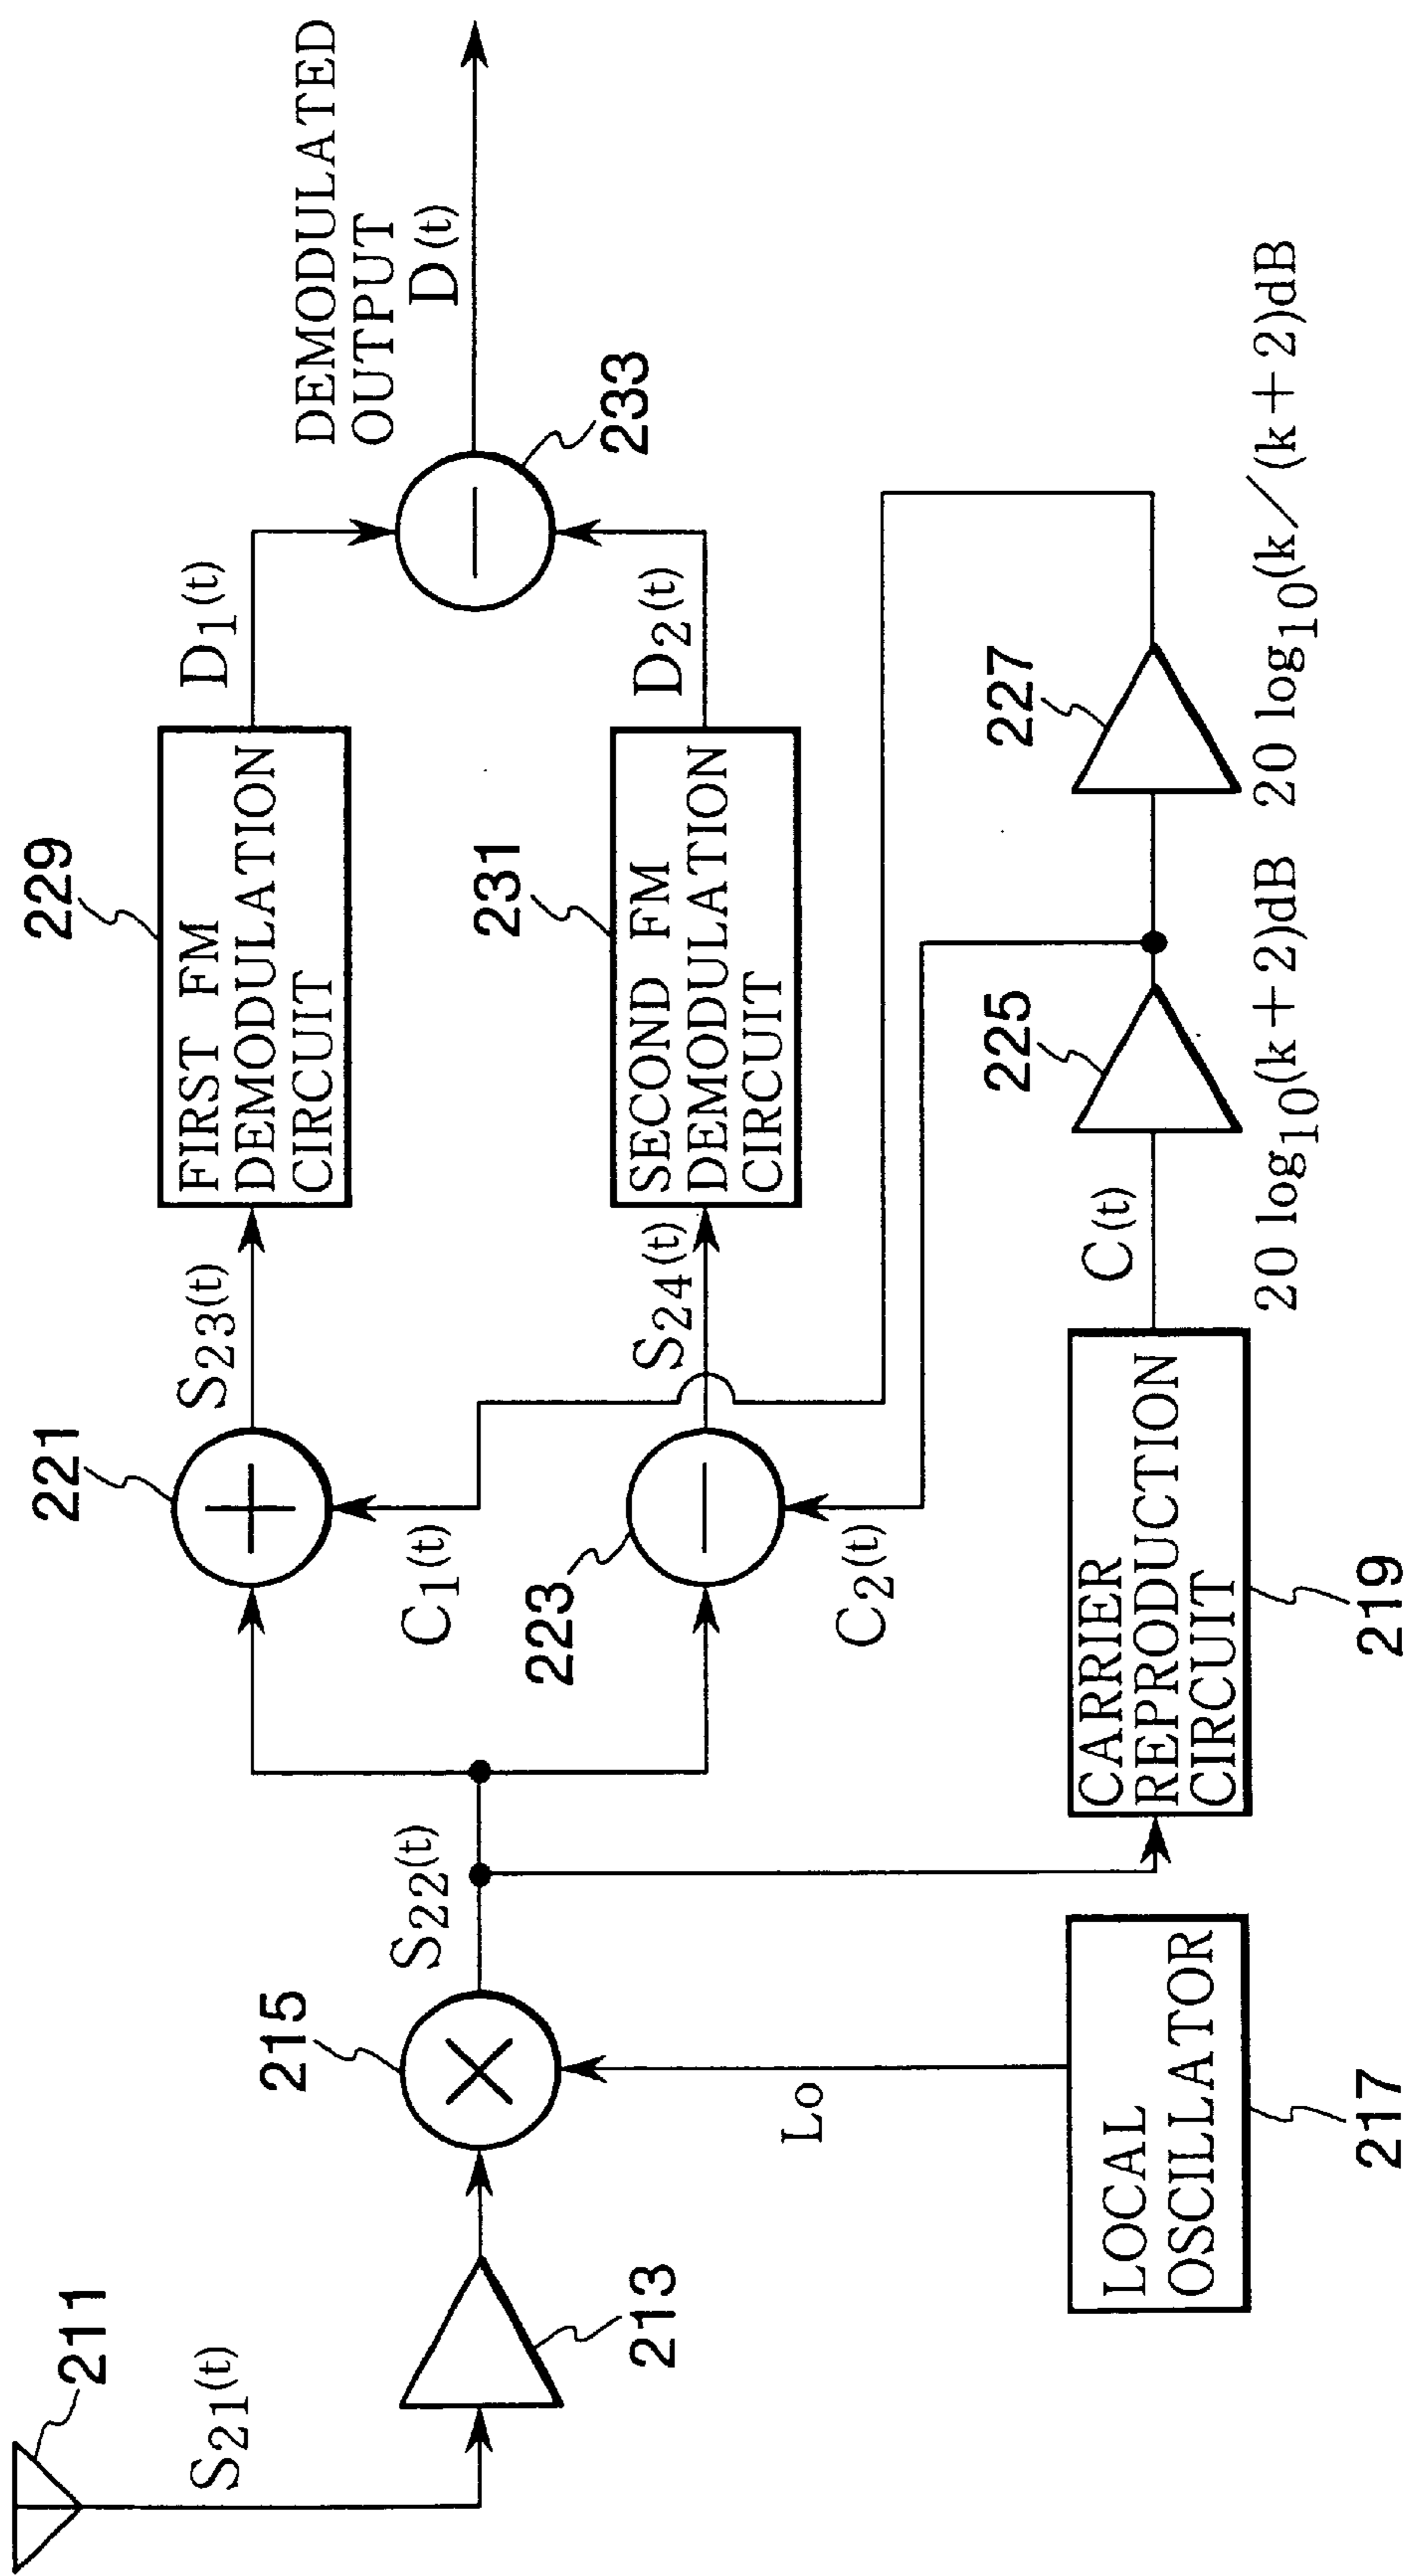 211
S21(t)
213
215
Lo
LOCAL
OSCILLATOR
217
S22(t)
221
C1(t)
223
C2(t)
CARRIER
REPRODUCTION
CIRCUIT
219
S23(t)
S24(t)
C(t)
229
FIRST FM
DEMODULATION
CIRCUIT
231
SECOND FM
DEMODULATION
CIRCUIT
225
20 log10(k+2)dB
227
20 log10(k/(k+2)dB
D1(t)
D2(t)
233
DEMODULATED
OUTPUT
D(t)